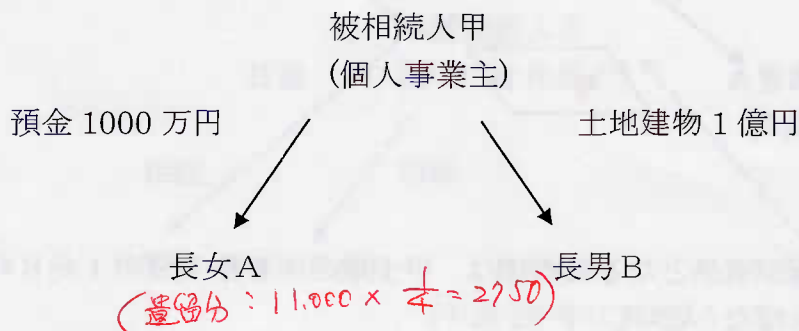 被相続人甲
(個人事業主)
預金 1000 万円
土地建物 1 億円
長女A
長男B
(遺留分：11.000 × 1/4 = 2750)